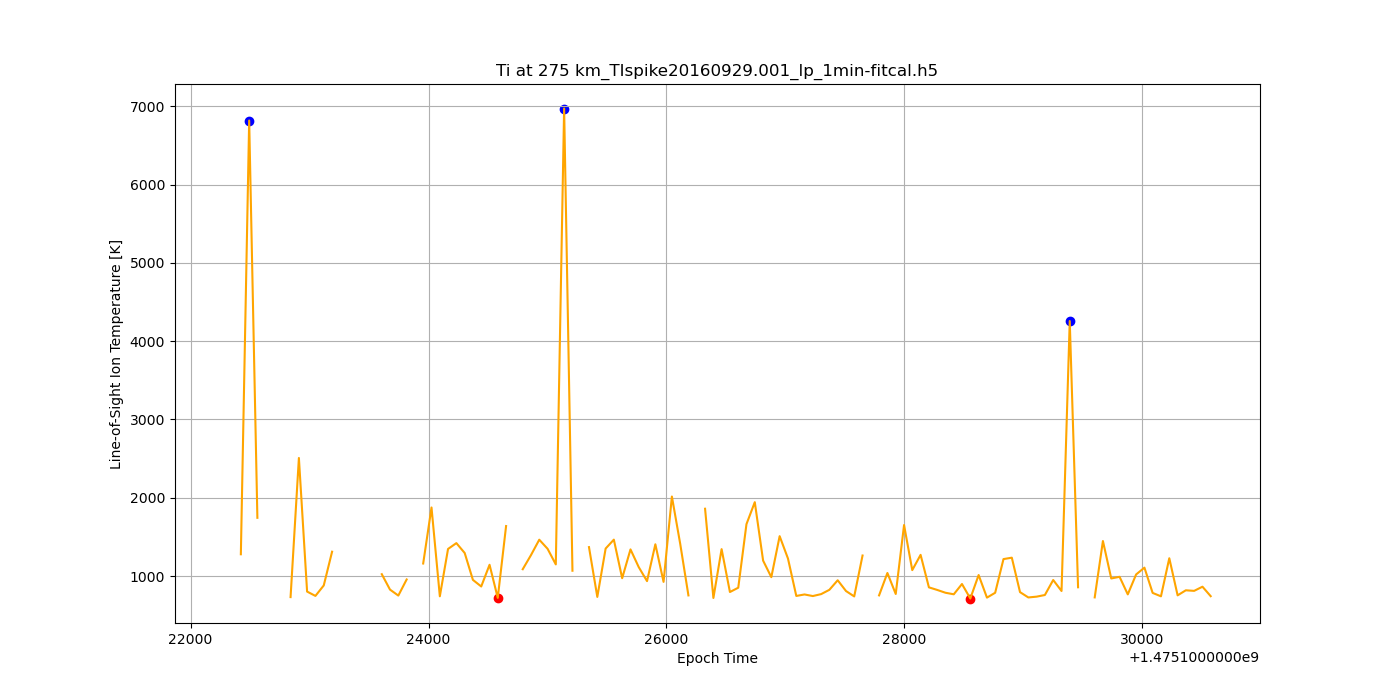 Ti at 275 km_TIspike20160929.001_lp_1min-fitcal.h5
Line-of-Sight Ion Temperature [K]
7000
6000
5000
4000
3000
2000
1000
22000 24000 26000 28000 30000
Epoch Time
+1.4751000000e9